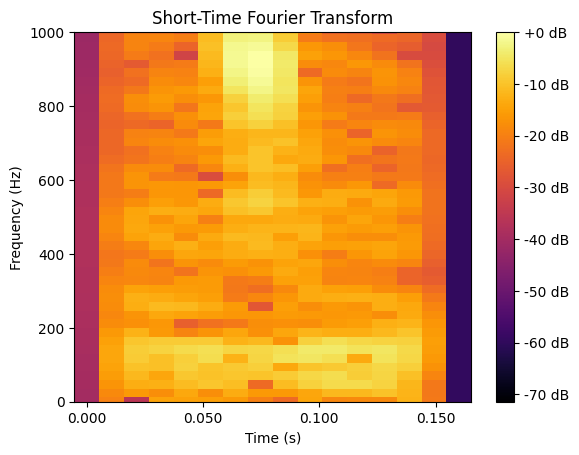 Short-Time Fourier Transform
1000
800
600
400
200
0
Frequency (Hz)
0.000
0.050
0.100
0.150
Time (s)
+0 dB
-10 dB
-20 dB
-30 dB
-40 dB
-50 dB
-60 dB
-70 dB